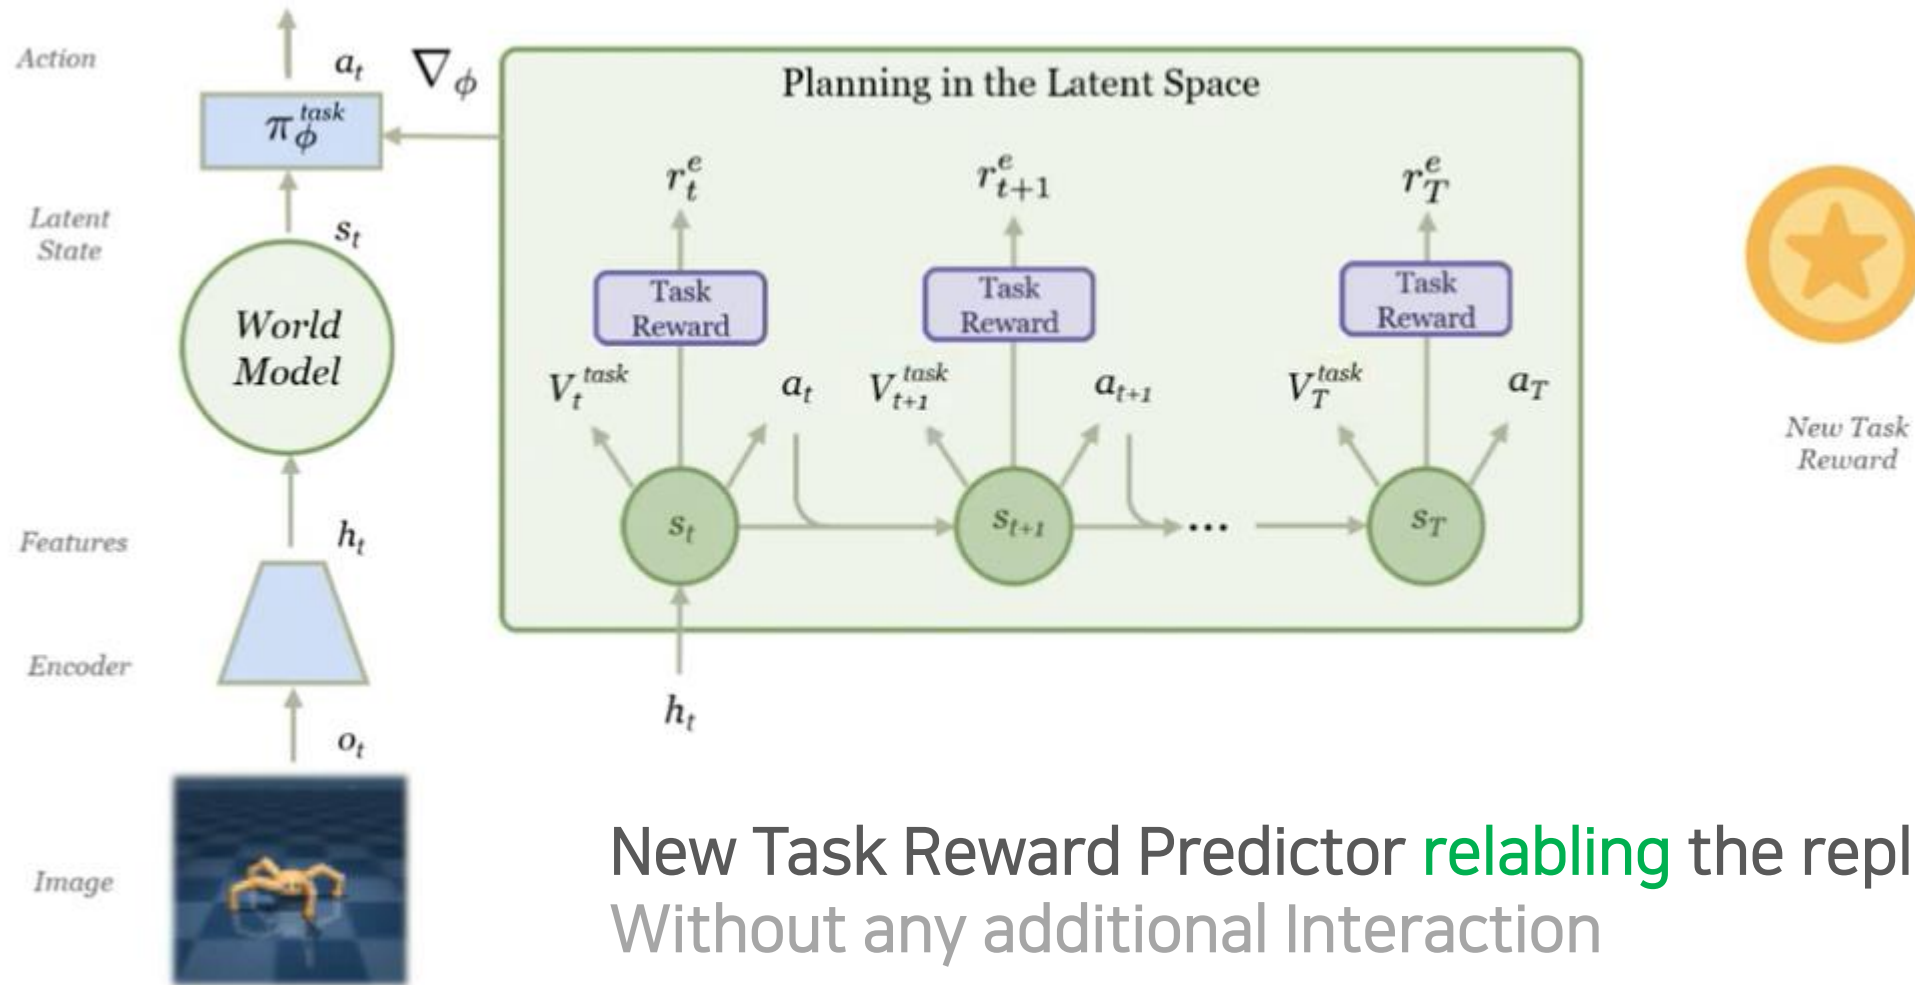 Action
a_t
∇_ϕ
π_ϕ^task
Latent
State
s_t
World
Model
Features
h_t
Encoder
o_t
Image
Planning in the Latent Space
r_t^e
r_{t+1}^e
r_T^e
Task
Reward
Task
Reward
Task
Reward
V_t^task
a_t
V_{t+1}^task
a_{t+1}
V_T^task
a_T
s_t
s_{t+1}
...
s_T
h_t
New Task
Reward
New Task Reward Predictor relabling the repl
Without any additional Interaction